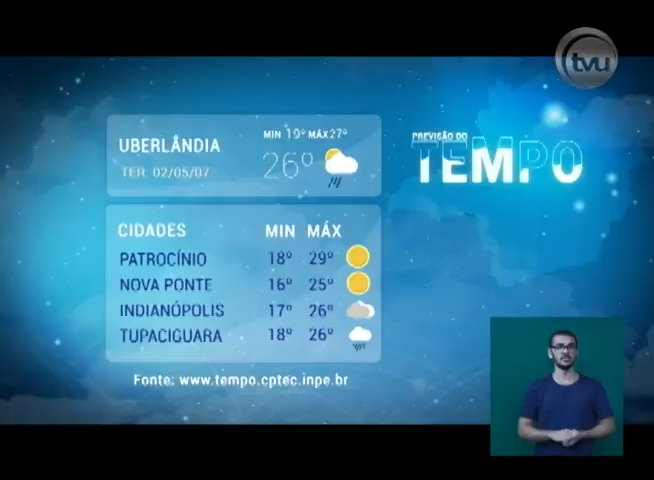 tvu
UBERLÂNDIA
TER. 02/05/07
MIN 19º MÁX 27º
26º
PREVISÃO DO
TEMPO
CIDADES MIN MÁX
PATROCÍNIO 18º 29º
NOVA PONTE 16º 25º
INDIANÓPOLIS 17º 26º
TUPACIGUARA 18º 26º
Fonte: www.tempo.cptec.inpe.br